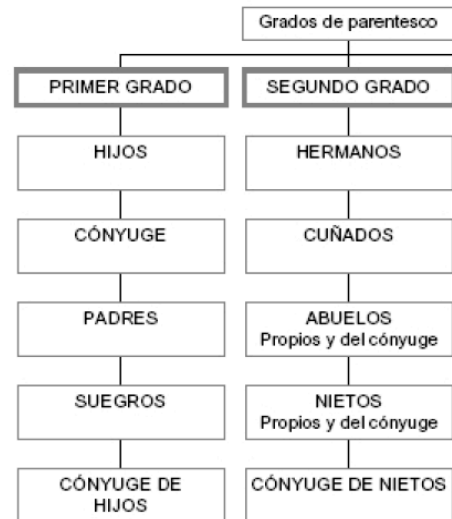 Grados de parentesco
PRIMER GRADO
HIJOS
CÓNYUGE
PADRES
SUEGROS
CÓNYUGE DE
HIJOS
SEGUNDO GRADO
HERMANOS
CUÑADOS
ABUELOS
Propios y del cónyuge
NIETOS
Propios y del cónyuge
CÓNYUGE DE NIETOS